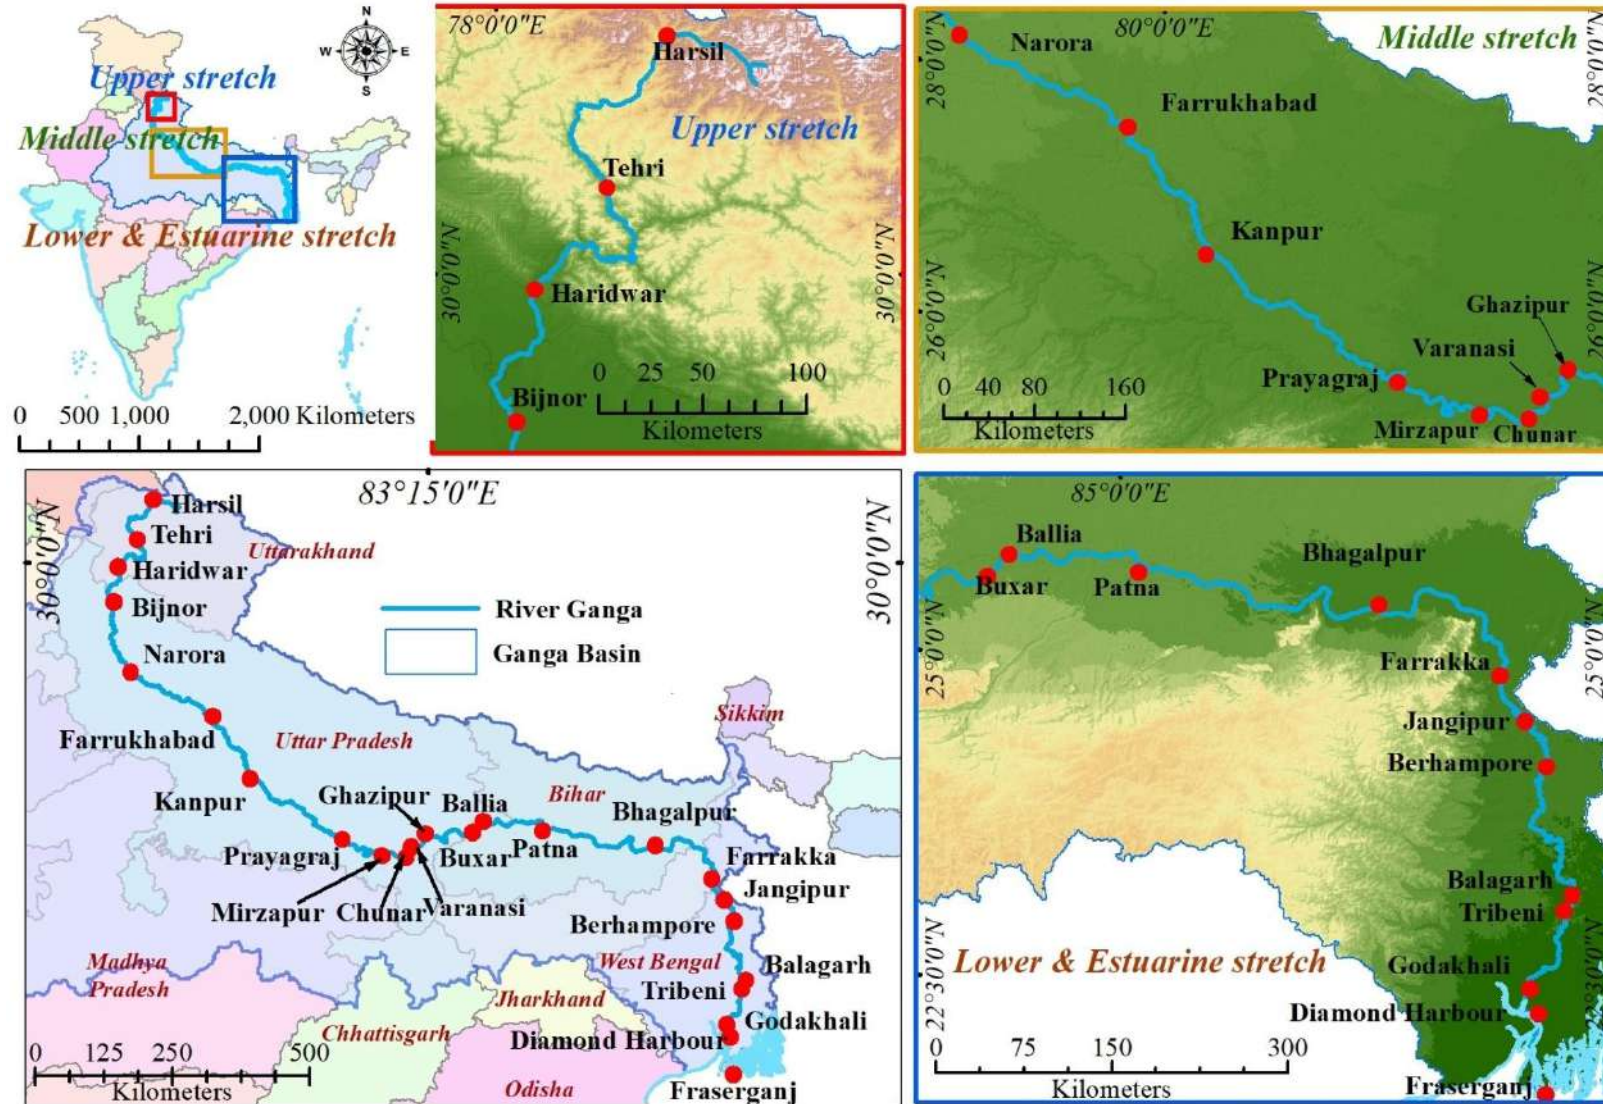 N
W
E
S
Upper stretch
Middle stretch
Lower & Estuarine stretch
0 500 1,000 2,000 Kilometers
78°0'0"E
Harsil
Upper stretch
Tehri
30°0'0"N
30°0'0"N
Haridwar
0 25 50 100
Kilometers
Bijnor
80°0'0"E
Middle stretch
28°0'0"N
28°0'0"N
Narora
Farrukhabad
Kanpur
26°0'0"N
26°0'0"N
Ghazipur
Varanasi
Prayagraj
Mirzapur
Chunar
0 40 80 160
Kilometers
83°15'0"E
30°0'0"N
30°0'0"N
Harsil
Tehri
Uttarakhand
Haridwar
Bijnor
River Ganga
Ganga Basin
Narora
Sikkim
Farrukhabad
Uttar Pradesh
Kanpur
Ghazipur
Ballia
Bihar
Bhagalpur
Prayagraj
Buxar
Patna
Farrakka
Jangipur
Mirzapur
Chunar
Varanasi
Berhampore
Madhya
Pradesh
West Bengal
Balagarh
Tribeni
Jharkhand
Godakhali
Chhattisgarh
Diamond Harbour
Odisha
Fraserganj
0 125 250 500
Kilometers
85°0'0"E
Ballia
Bhagalpur
Buxar
Patna
25°0'0"N
25°0'0"N
Farrakka
Jangipur
Berhampore
Balagarh
Tribeni
22°30'0"N
22°30'0"N
Lower & Estuarine stretch
Godakhali
Diamond Harbour
0 75 150 300
Kilometers
Fraserganj